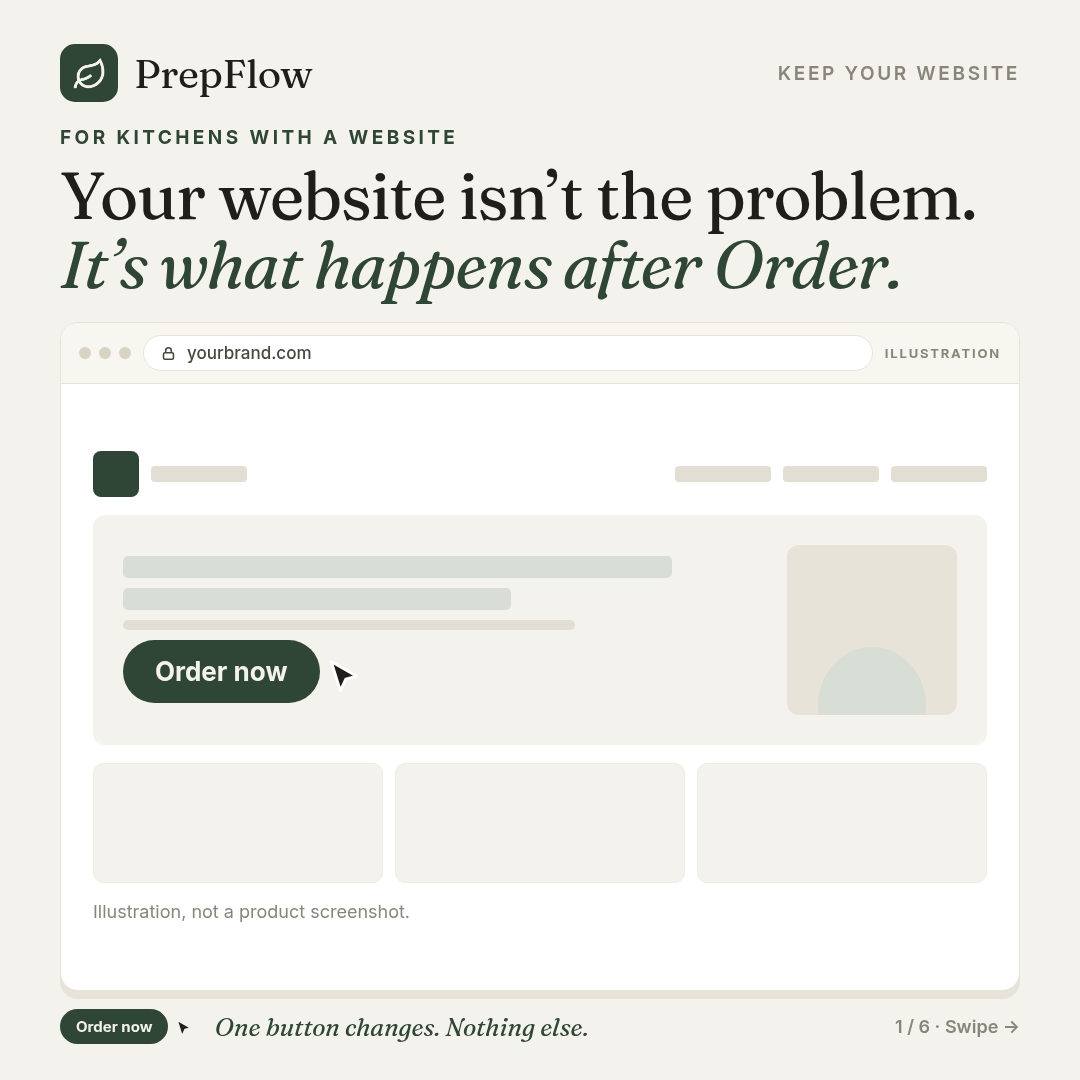 PrepFlow
KEEP YOUR WEBSITE
FOR KITCHENS WITH A WEBSITE
Your website isn’t the problem.
It’s what happens after Order.
yourbrand.com
ILLUSTRATION
Order now
Illustration, not a product screenshot.
Order now
One button changes. Nothing else.
1 / 6 · Swipe →